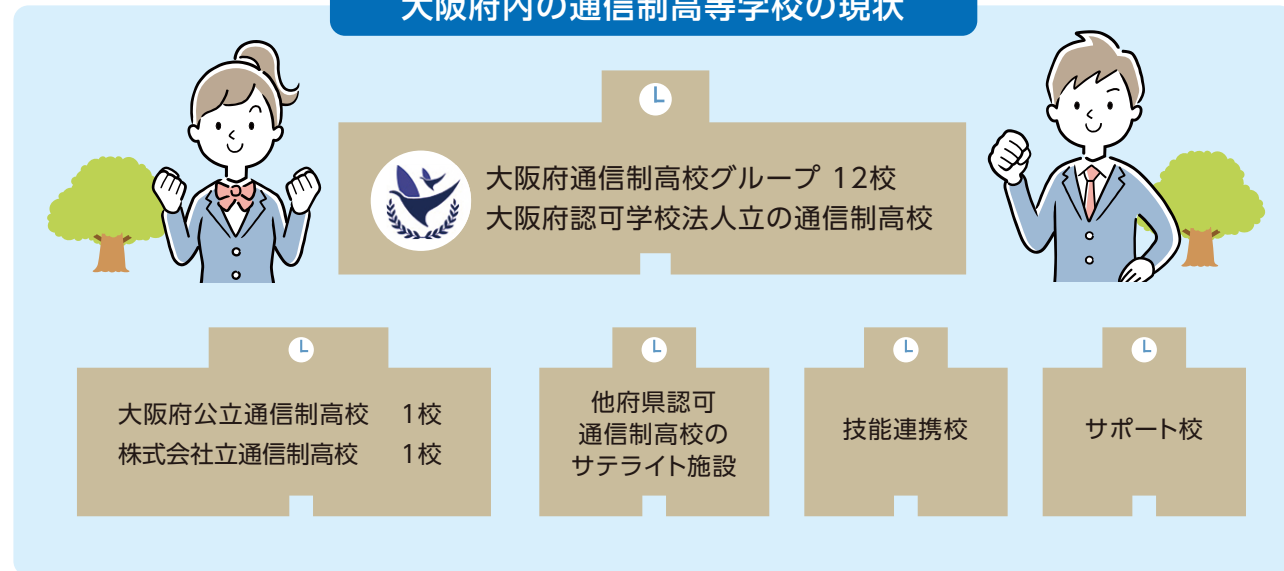 大阪府内の通信制高等学校の現状
大阪府通信制高校グループ 12校
大阪府認可学校法人立の通信制高校
大阪府公立通信制高校 1校
株式会社立通信制高校 1校
他府県認可
通信制高校の
サテライト施設
技能連携校
サポート校